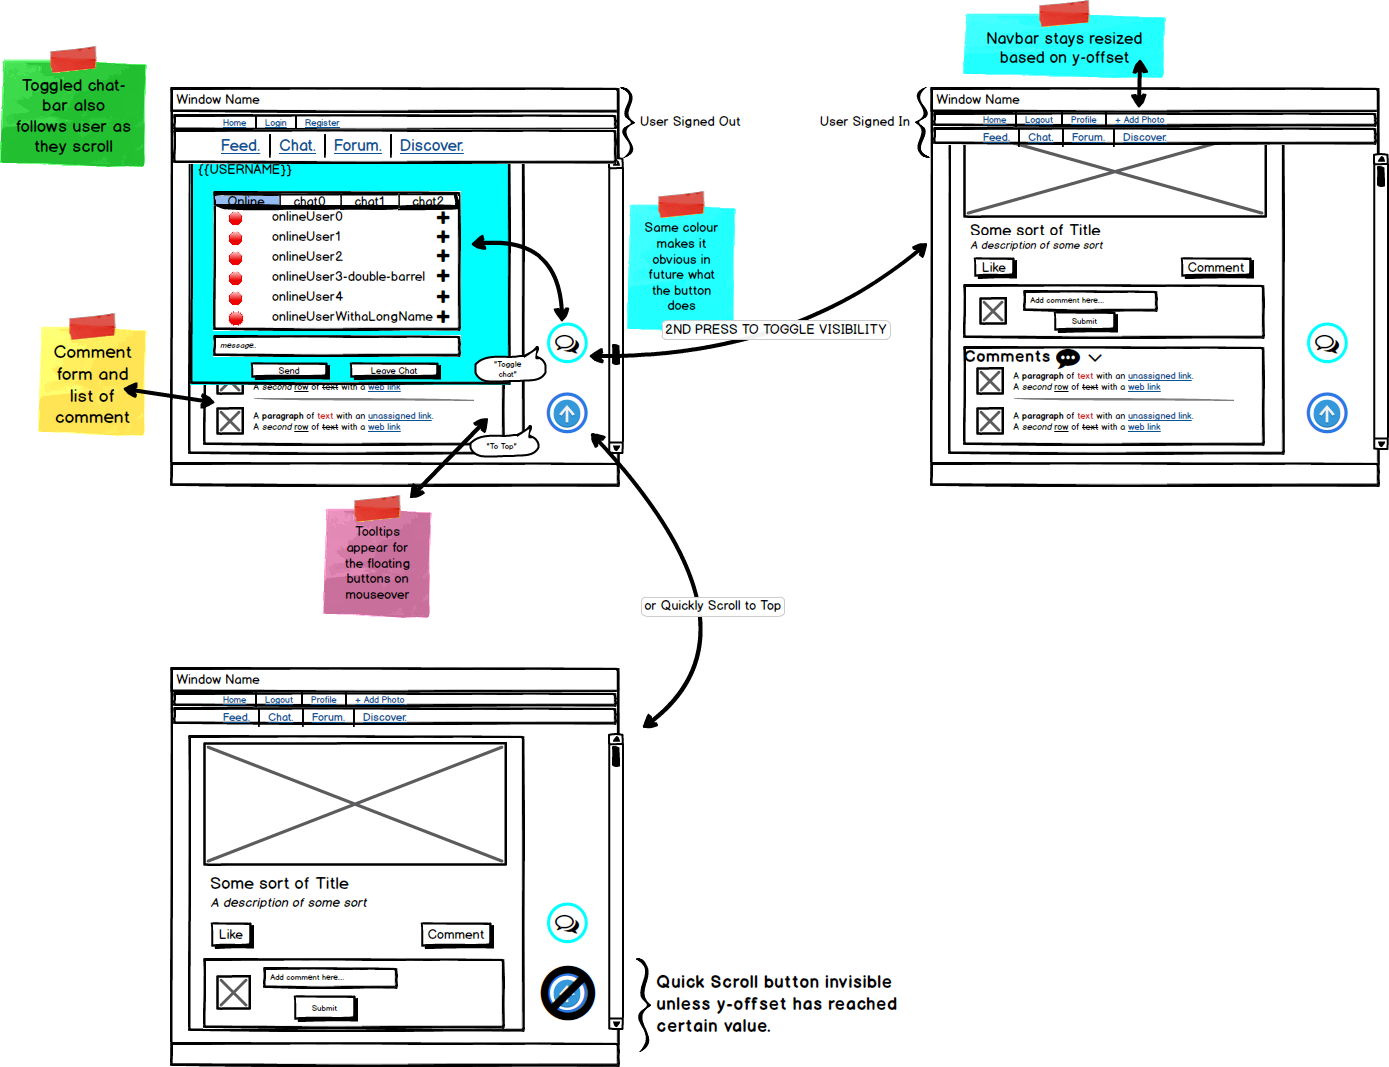 Navbar stays resized
based on y-offset
Toggled chat-
bar also
follows user as
they scroll
Window Name
Home Login Register
Feed. Chat. Forum. Discover.
User Signed Out
{{USERNAME}}
Online chat0 chat1 chat2
onlineUser0
onlineUser1
onlineUser2
onlineUser3-double-barrel
onlineUser4
onlineUserWithaLongName
message.
Send Leave Chat
A second row of text with a web link
A paragraph of text with an unassigned link.
A second row of text with a web link
"Toggle
chat"
"To Top"
Same colour
makes it
obvious in
future what
the button
does
2ND PRESS TO TOGGLE VISIBILITY
User Signed In
Window Name
Home Logout Profile + Add Photo
Feed. Chat. Forum. Discover.
Some sort of Title
A description of some sort
Like Comment
Add comment here...
Submit
Comments
A paragraph of text with an unassigned link.
A second row of text with a web link
A paragraph of text with an unassigned link.
A second row of text with a web link
Comment
form and
list of
comment
Tooltips
appear for
the floating
buttons on
mouseover
or Quickly Scroll to Top
Window Name
Home Logout Profile + Add Photo
Feed. Chat. Forum. Discover.
Some sort of Title
A description of some sort
Like Comment
Add comment here...
Submit
Quick Scroll button invisible
unless y-offset has reached
certain value.